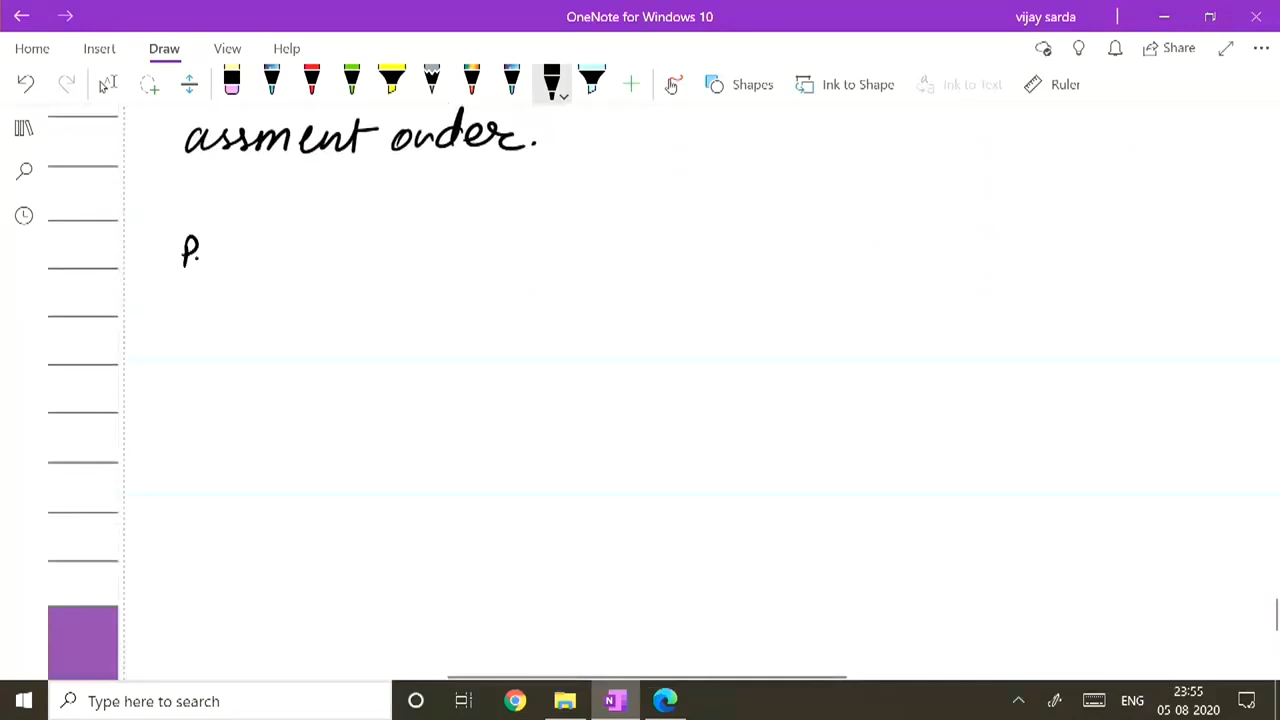 OneNote for Windows 10
vijay sarda
Home Insert Draw View Help
Share
Shapes Ink to Shape Ink to Text Ruler
assment order.
P.
Type here to search
ENG
23:55
05-08-2020